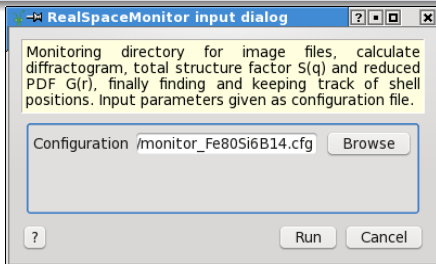 RealSpaceMonitor input dialog
Monitoring directory for image files, calculate
diffractogram, total structure factor S(q) and reduced
PDF G(r), finally finding and keeping track of shell
positions. Input parameters given as configuration file.
Configuration /monitor_Fe80Si6B14.cfg Browse
? Run Cancel